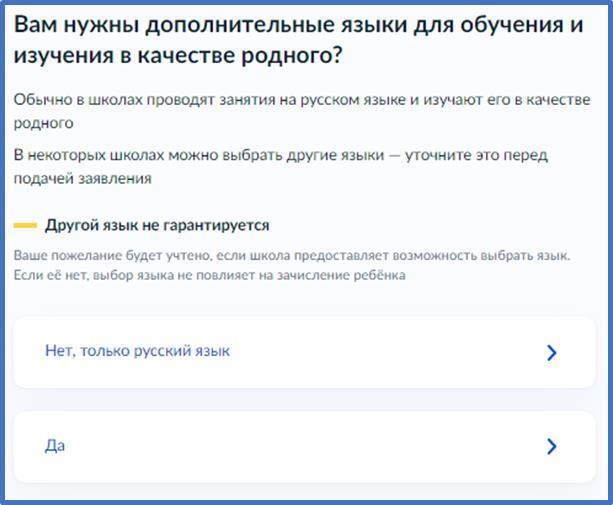 Вам нужны дополнительные языки для обучения и
изучения в качестве родного?
Обычно в школах проводят занятия на русском языке и изучают его в качестве
родного
В некоторых школах можно выбрать другие языки — уточните это перед
подачей заявления
Другой язык не гарантируется
Ваше пожелание будет учтено, если школа предоставляет возможность выбрать язык.
Если её нет, выбор языка не повлияет на зачисление ребёнка
Нет, только русский язык
Да